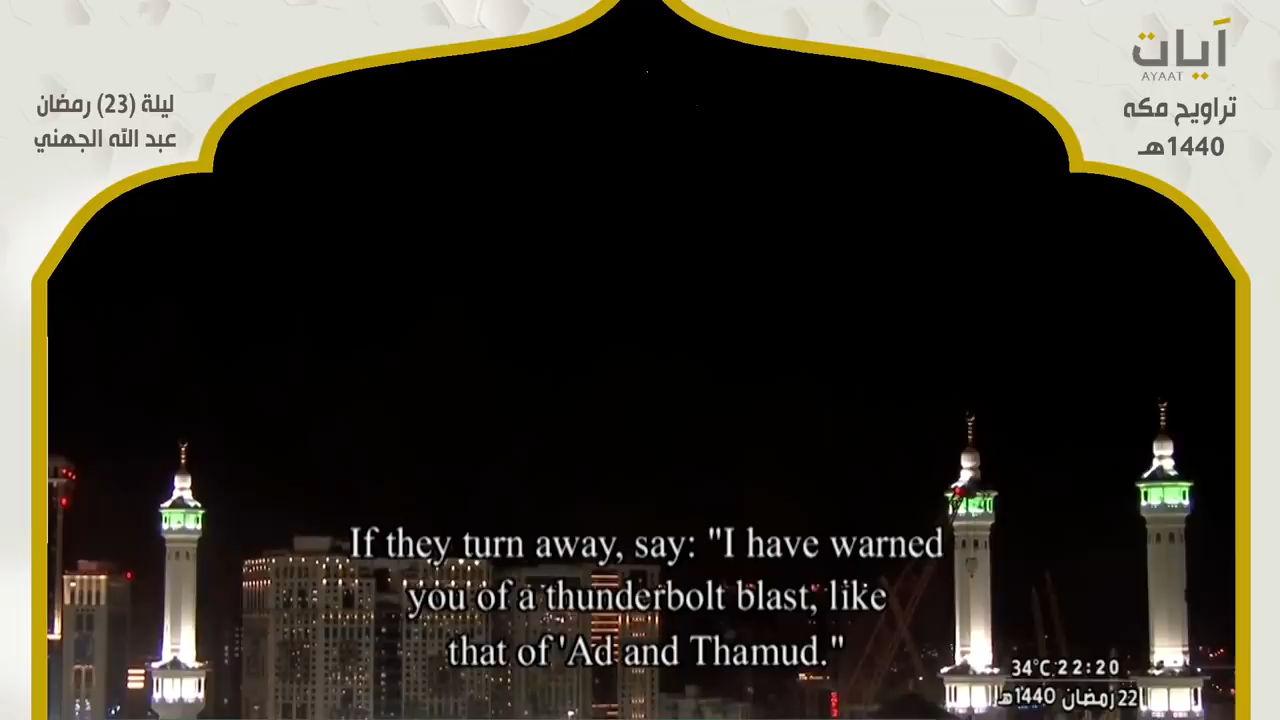 آيات
AYAAT
تراويح مكه
1440هـ
ليلة (23) رمضان
عبد الله الجهني
If they turn away, say: "I have warned
you of a thunderbolt blast, like
that of 'Ad and Thamud."
34°C 22:20
22 رمضان 1440هـ